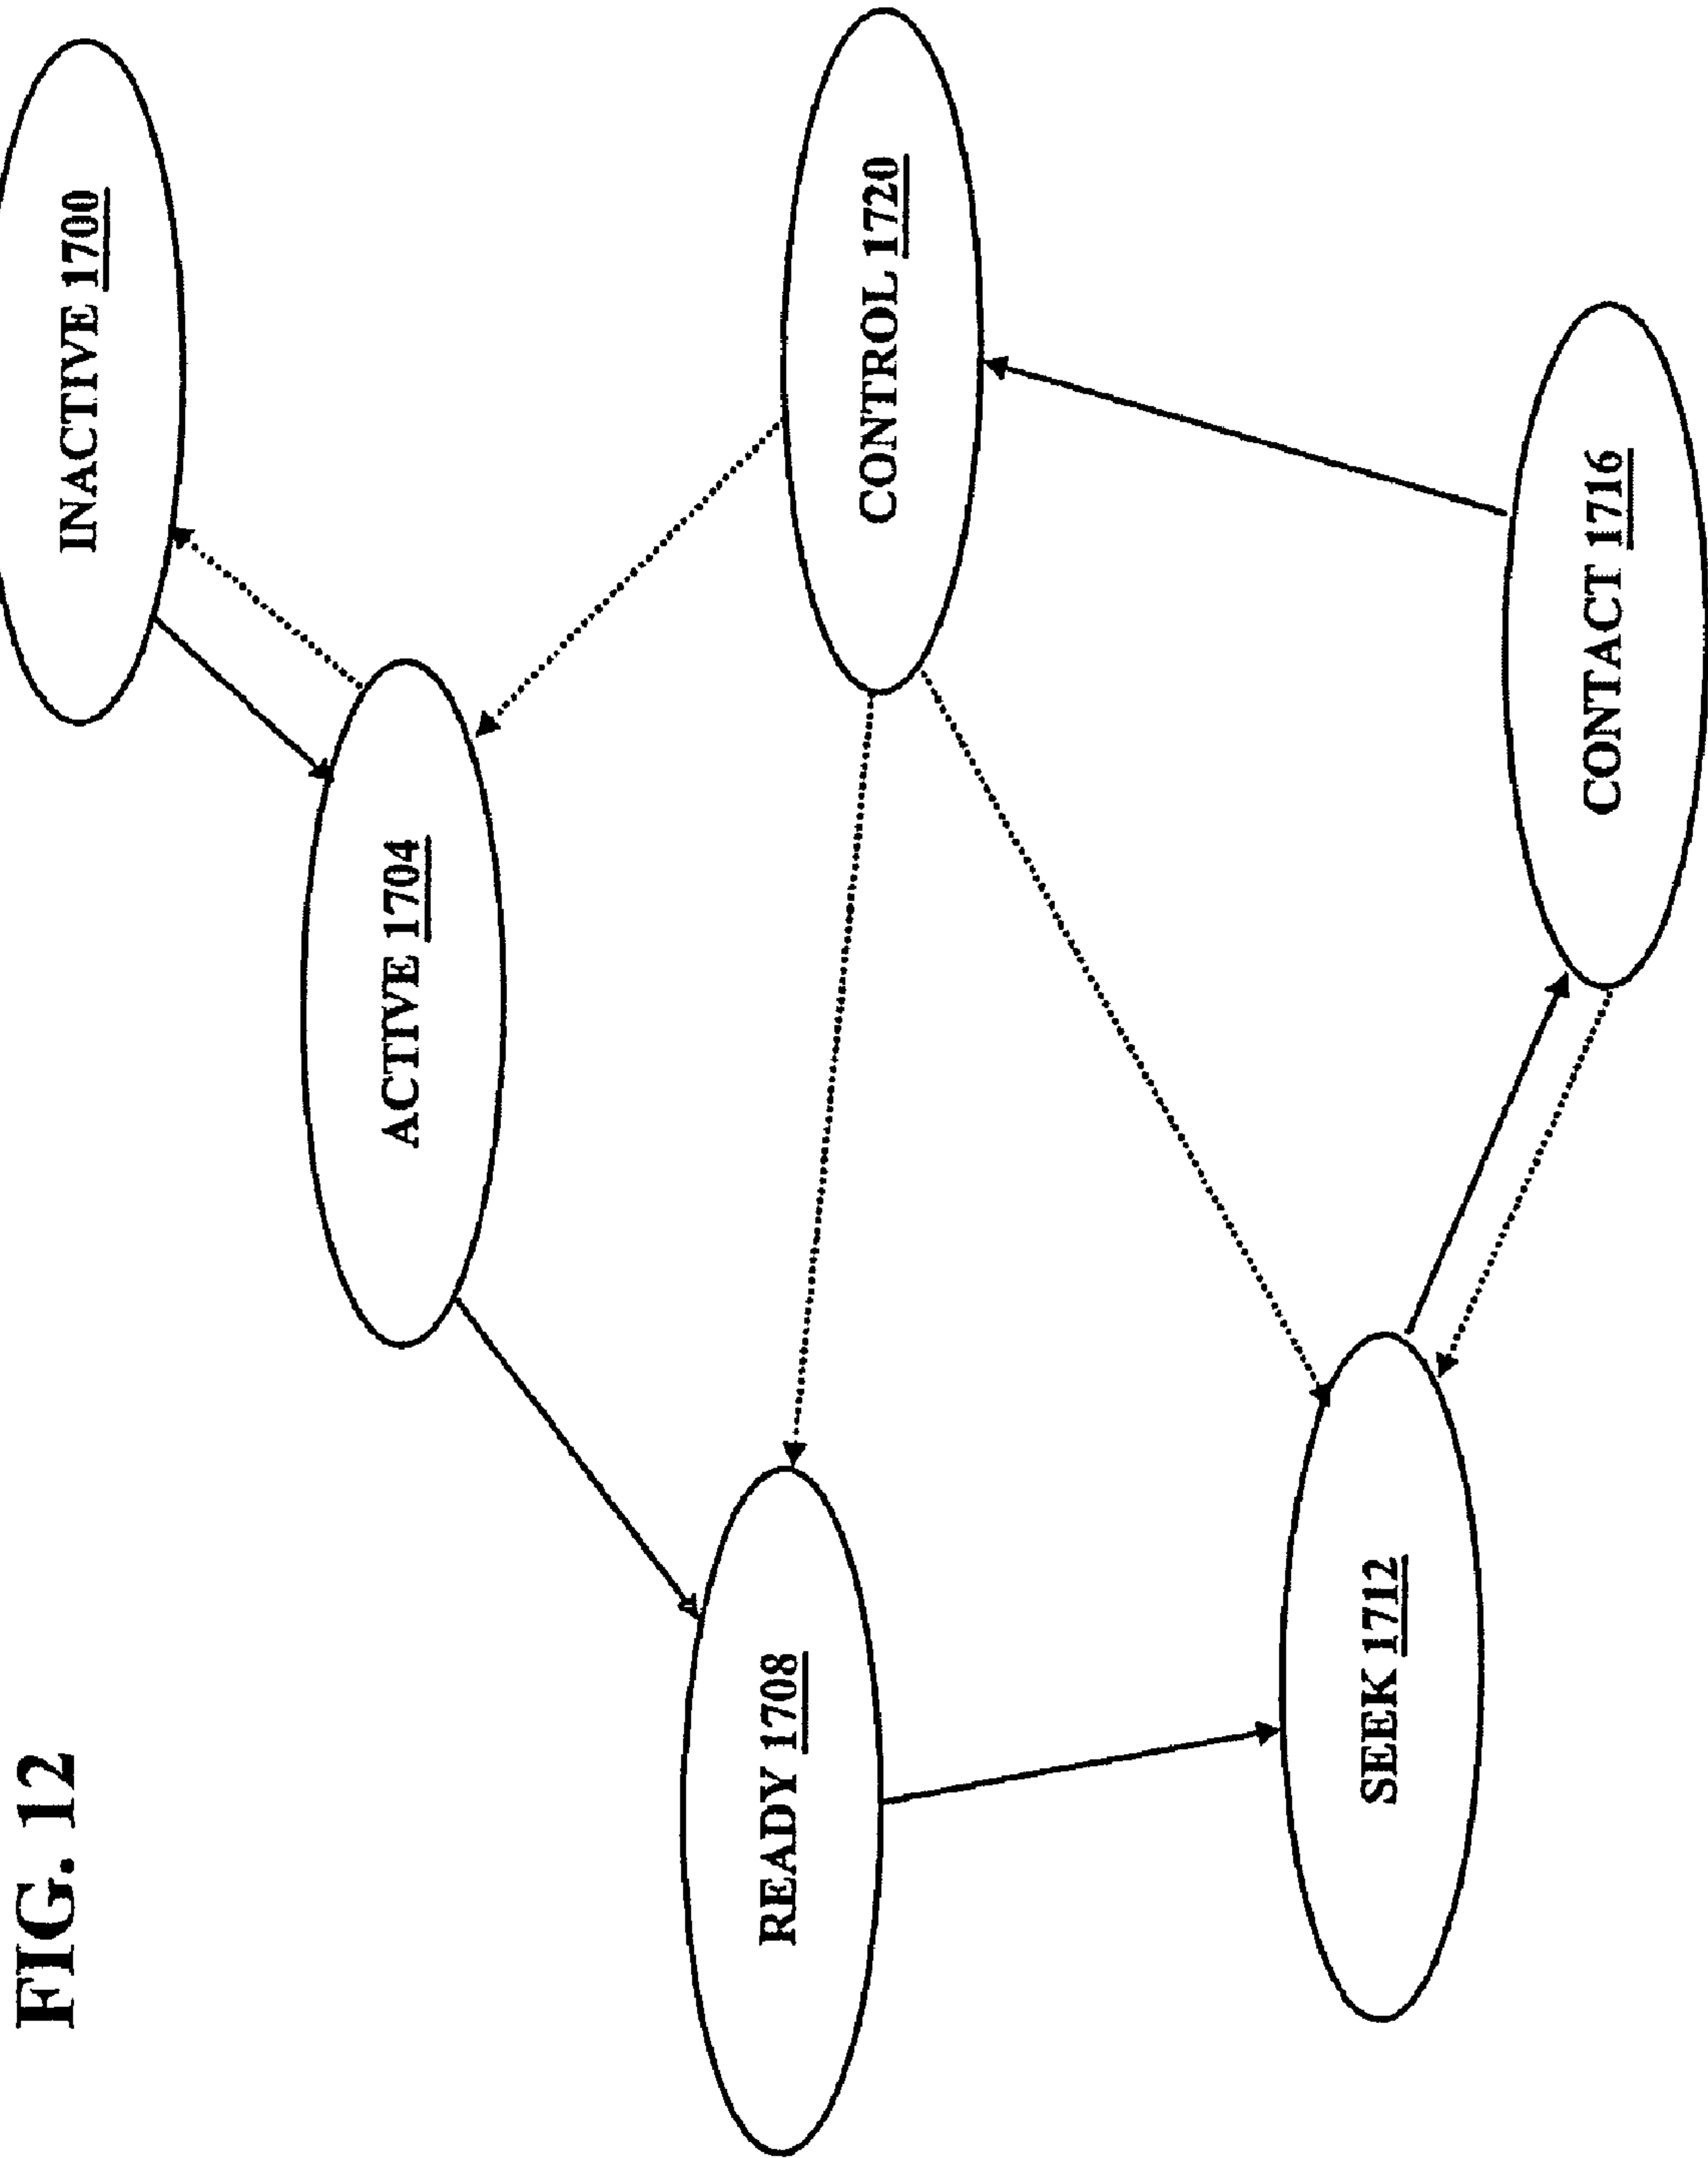 FIG. 12
INACTIVE 1700
ACTIVE 1704
READY 1708
CONTROL 1720
SEEK 1712
CONTACT 1716